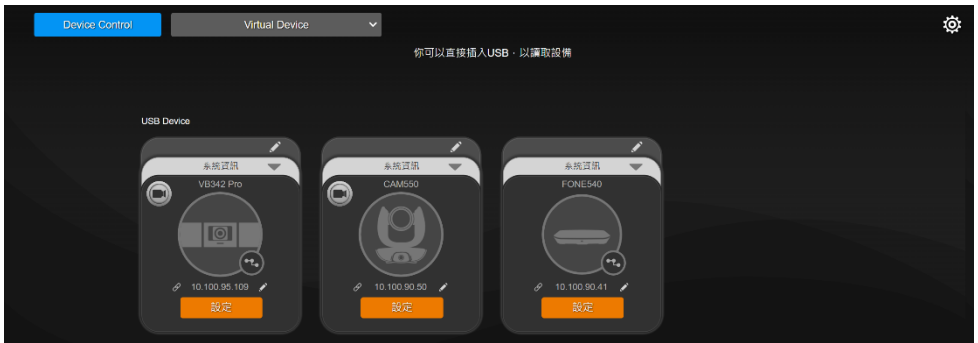 Device Control
Virtual Device
你可以直接插入USB，以讀取設備
USB Device
系統資訊
VB342 Pro
10.100.95.109
設定
系統資訊
CAM550
10.100.90.50
設定
系統資訊
FONE540
10.100.90.41
設定